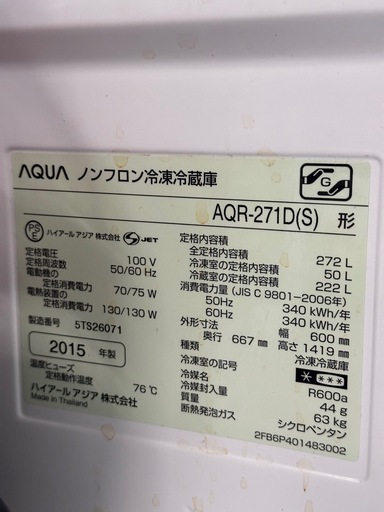 AQUA ノンフロン冷凍冷蔵庫
G
AQR-271D(S) 形
PS
E
ハイアール アジア 株式会社 S JET
定格電圧 100 V
定格周波数 50/60 Hz
電動機の
定格消費電力 70/75 W
電熱装置の
定格消費電力 130/130 W
製造番号 5TS26071
2015 年製
温度ヒューズ
定格動作温度 76℃
ハイアール アジア 株式会社
Made in Thailand
定格内容積
全定格内容積 272 L
冷凍室の定格内容積 50 L
冷蔵室の定格内容積 222 L
消費電力量 (JIS C 9801-2006年)
50Hz 340 kWh/年
60Hz 340 kWh/年
外形寸法 幅 600 mm
奥行 667 mm 高さ 1419 mm
種類 冷凍冷蔵庫
冷凍室の記号 * ***
冷媒名 R600a
冷媒封入量 44 g
質量 63 kg
断熱発泡ガス シクロペンタン
2FB6P401483002